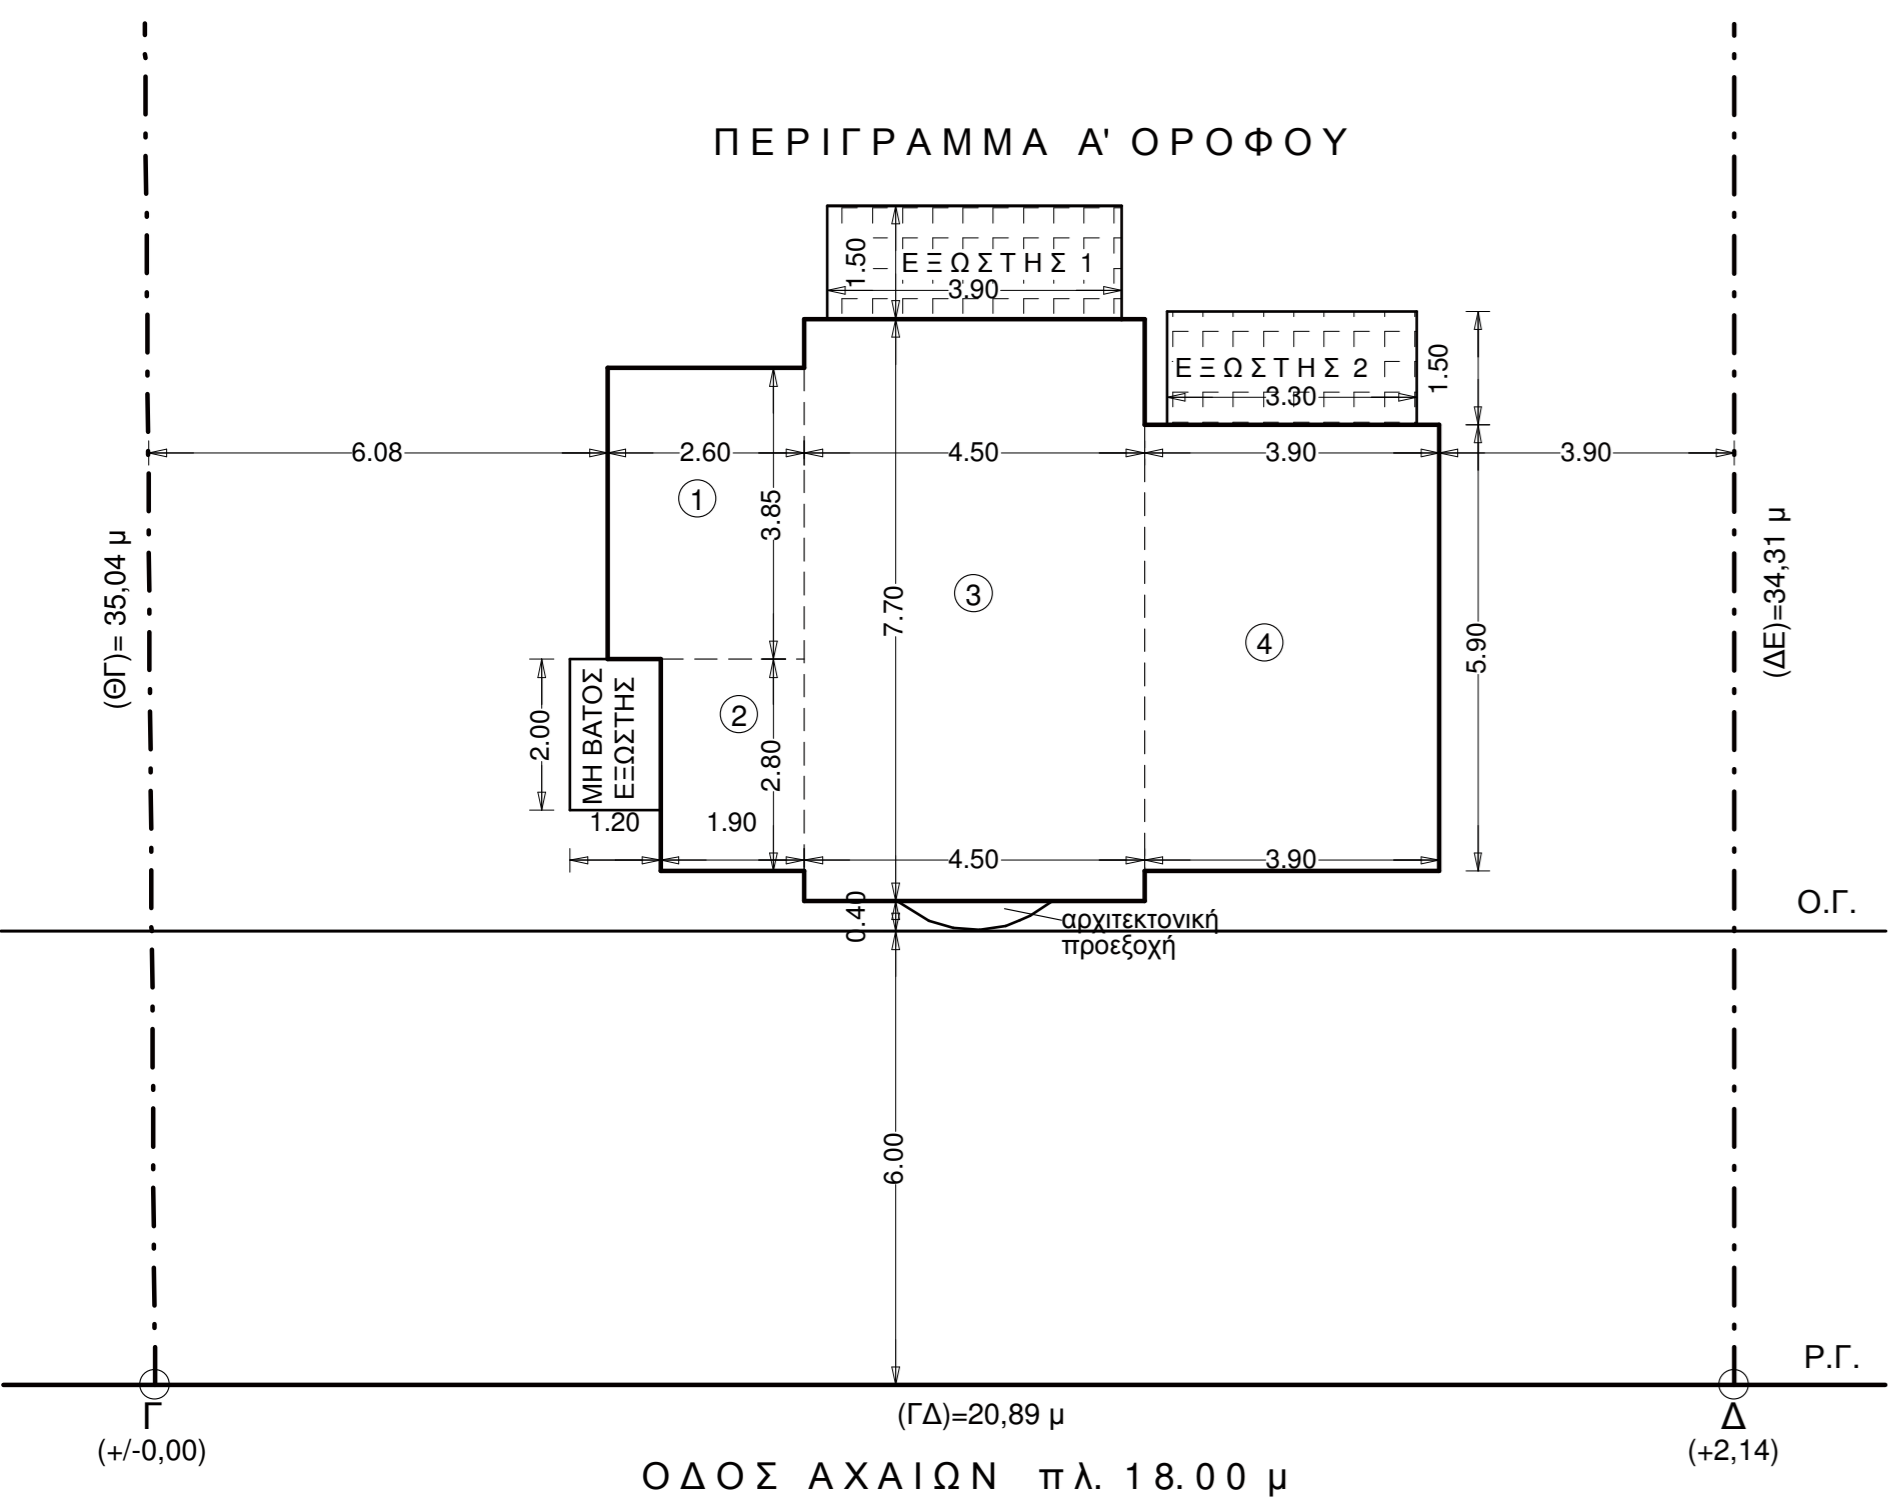 ΠΕΡΙΓΡΑΜΜΑ Α' ΟΡΟΦΟΥ
1.50
ΕΞΩΣΤΗΣ 1
3.90
ΕΞΩΣΤΗΣ 2
3.30
1.50
6.08
2.60
4.50
3.90
3.90
1
3.85
(ΘΓ)= 35,04 μ
(ΔΕ)=34,31 μ
3
7.70
4
5.90
ΜΗ ΒΑΤΟΣ
ΕΞΩΣΤΗΣ
2.00
2
2.80
1.20
1.90
4.50
3.90
0.40
αρχιτεκτονική
προεξοχή
Ο.Γ.
6.00
Ρ.Γ.
Γ
(+/-0,00)
(ΓΔ)=20,89 μ
Δ
(+2,14)
ΟΔΟΣ ΑΧΑΙΩΝ πλ. 18.00 μ